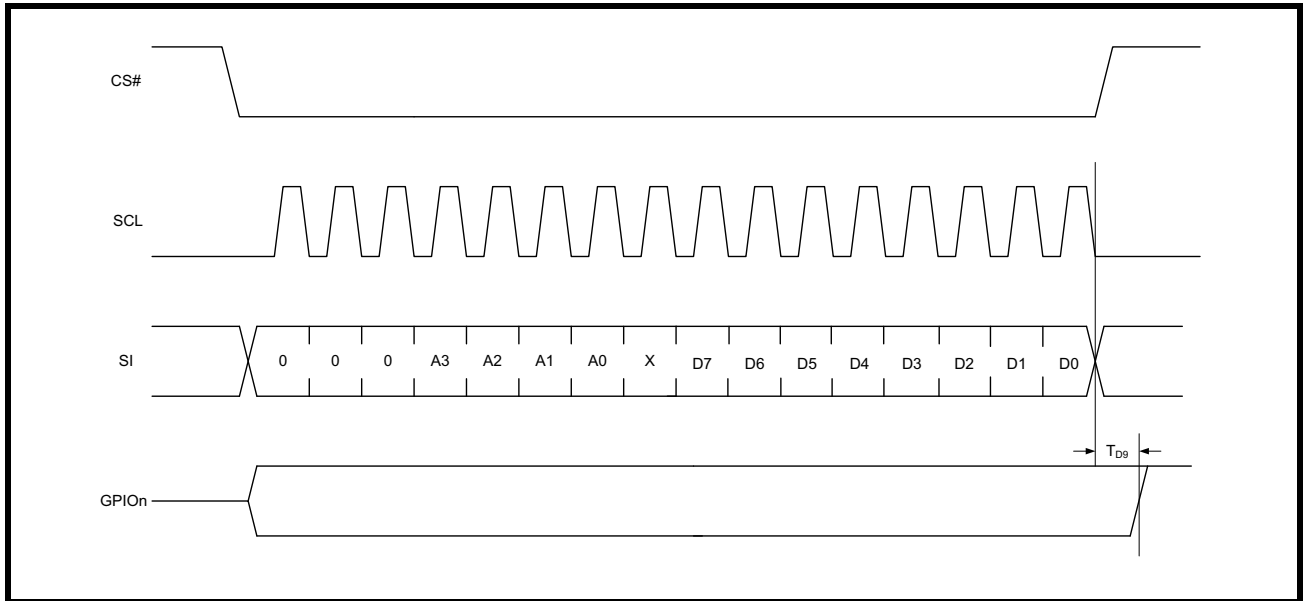 CS#
SCL
SI 0 0 0 A3 A2 A1 A0 X D7 D6 D5 D4 D3 D2 D1 D0
TD9
GPIOn